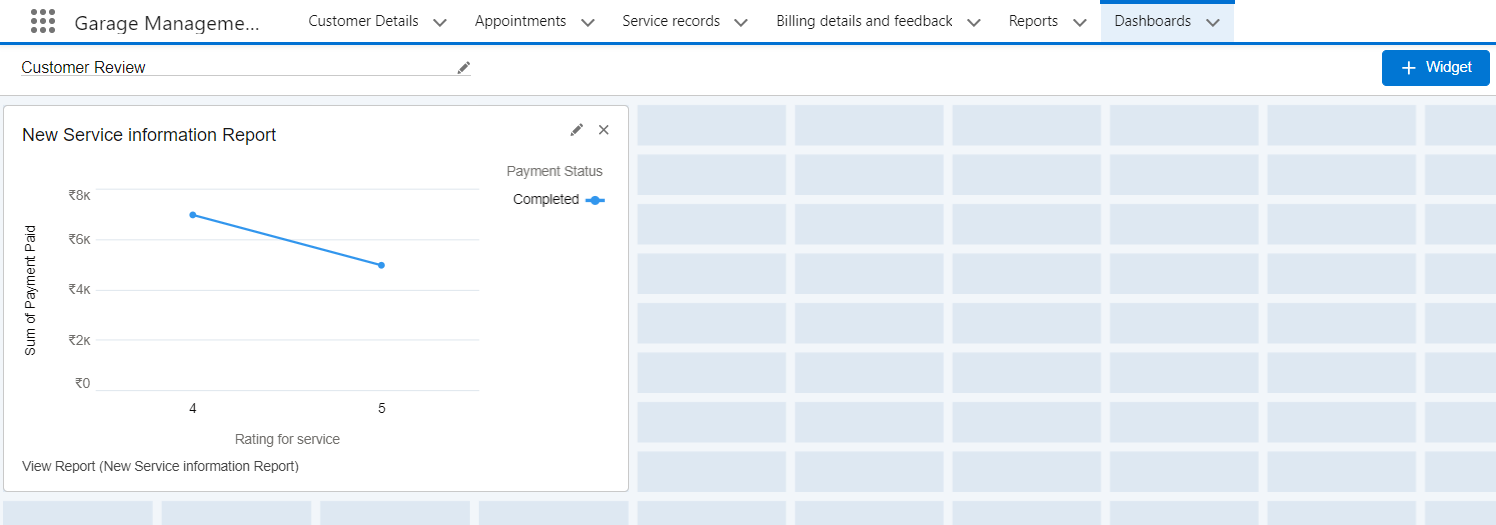 Garage Manageme...
Customer Details
Appointments
Service records
Billing details and feedback
Reports
Dashboards
Customer Review
+ Widget
New Service information Report
Payment Status
Completed
Sum of Payment Paid
₹8K
₹6K
₹4K
₹2K
₹0
4 5
Rating for service
View Report (New Service information Report)